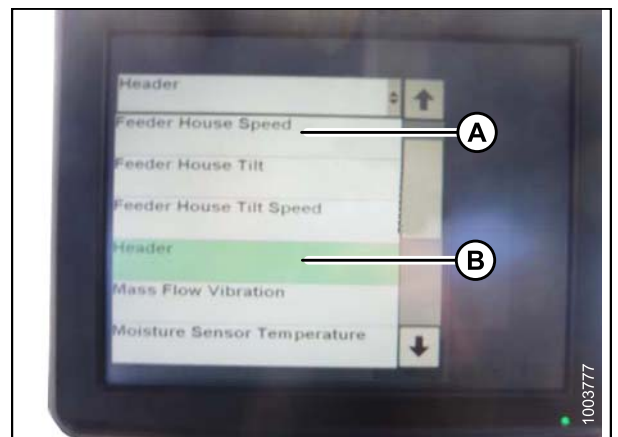 Header
Feeder House Speed
A
Feeder House Tilt
Feeder House Tilt Speed
Header
B
Mass Flow Vibration
Moisture Sensor Temperature
1003777